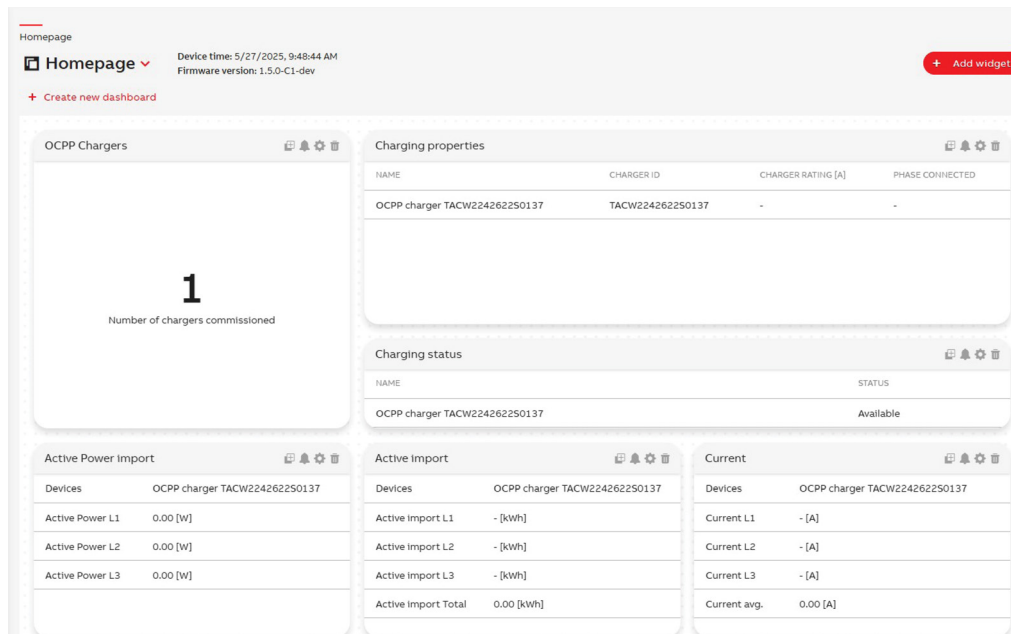 Homepage
Homepage
Device time: 5/27/2025, 9:48:44 AM
Firmware version: 1.5.0-C1-dev
+ Add widget
+ Create new dashboard
OCPP Chargers
1
Number of chargers commissioned
Charging properties
NAME CHARGER ID CHARGER RATING [A] PHASE CONNECTED
OCPP charger TACW2242622S0137 TACW2242622S0137 - -
Charging status
NAME STATUS
OCPP charger TACW2242622S0137 Available
Active Power import
Devices OCPP charger TACW2242622S0137
Active Power L1 0.00 [W]
Active Power L2 0.00 [W]
Active Power L3 0.00 [W]
Active import
Devices OCPP charger TACW2242622S0137
Active import L1 - [kWh]
Active import L2 - [kWh]
Active import L3 - [kWh]
Active import Total 0.00 [kWh]
Current
Devices OCPP charger TACW2242622S0137
Current L1 - [A]
Current L2 - [A]
Current L3 - [A]
Current avg. 0.00 [A]